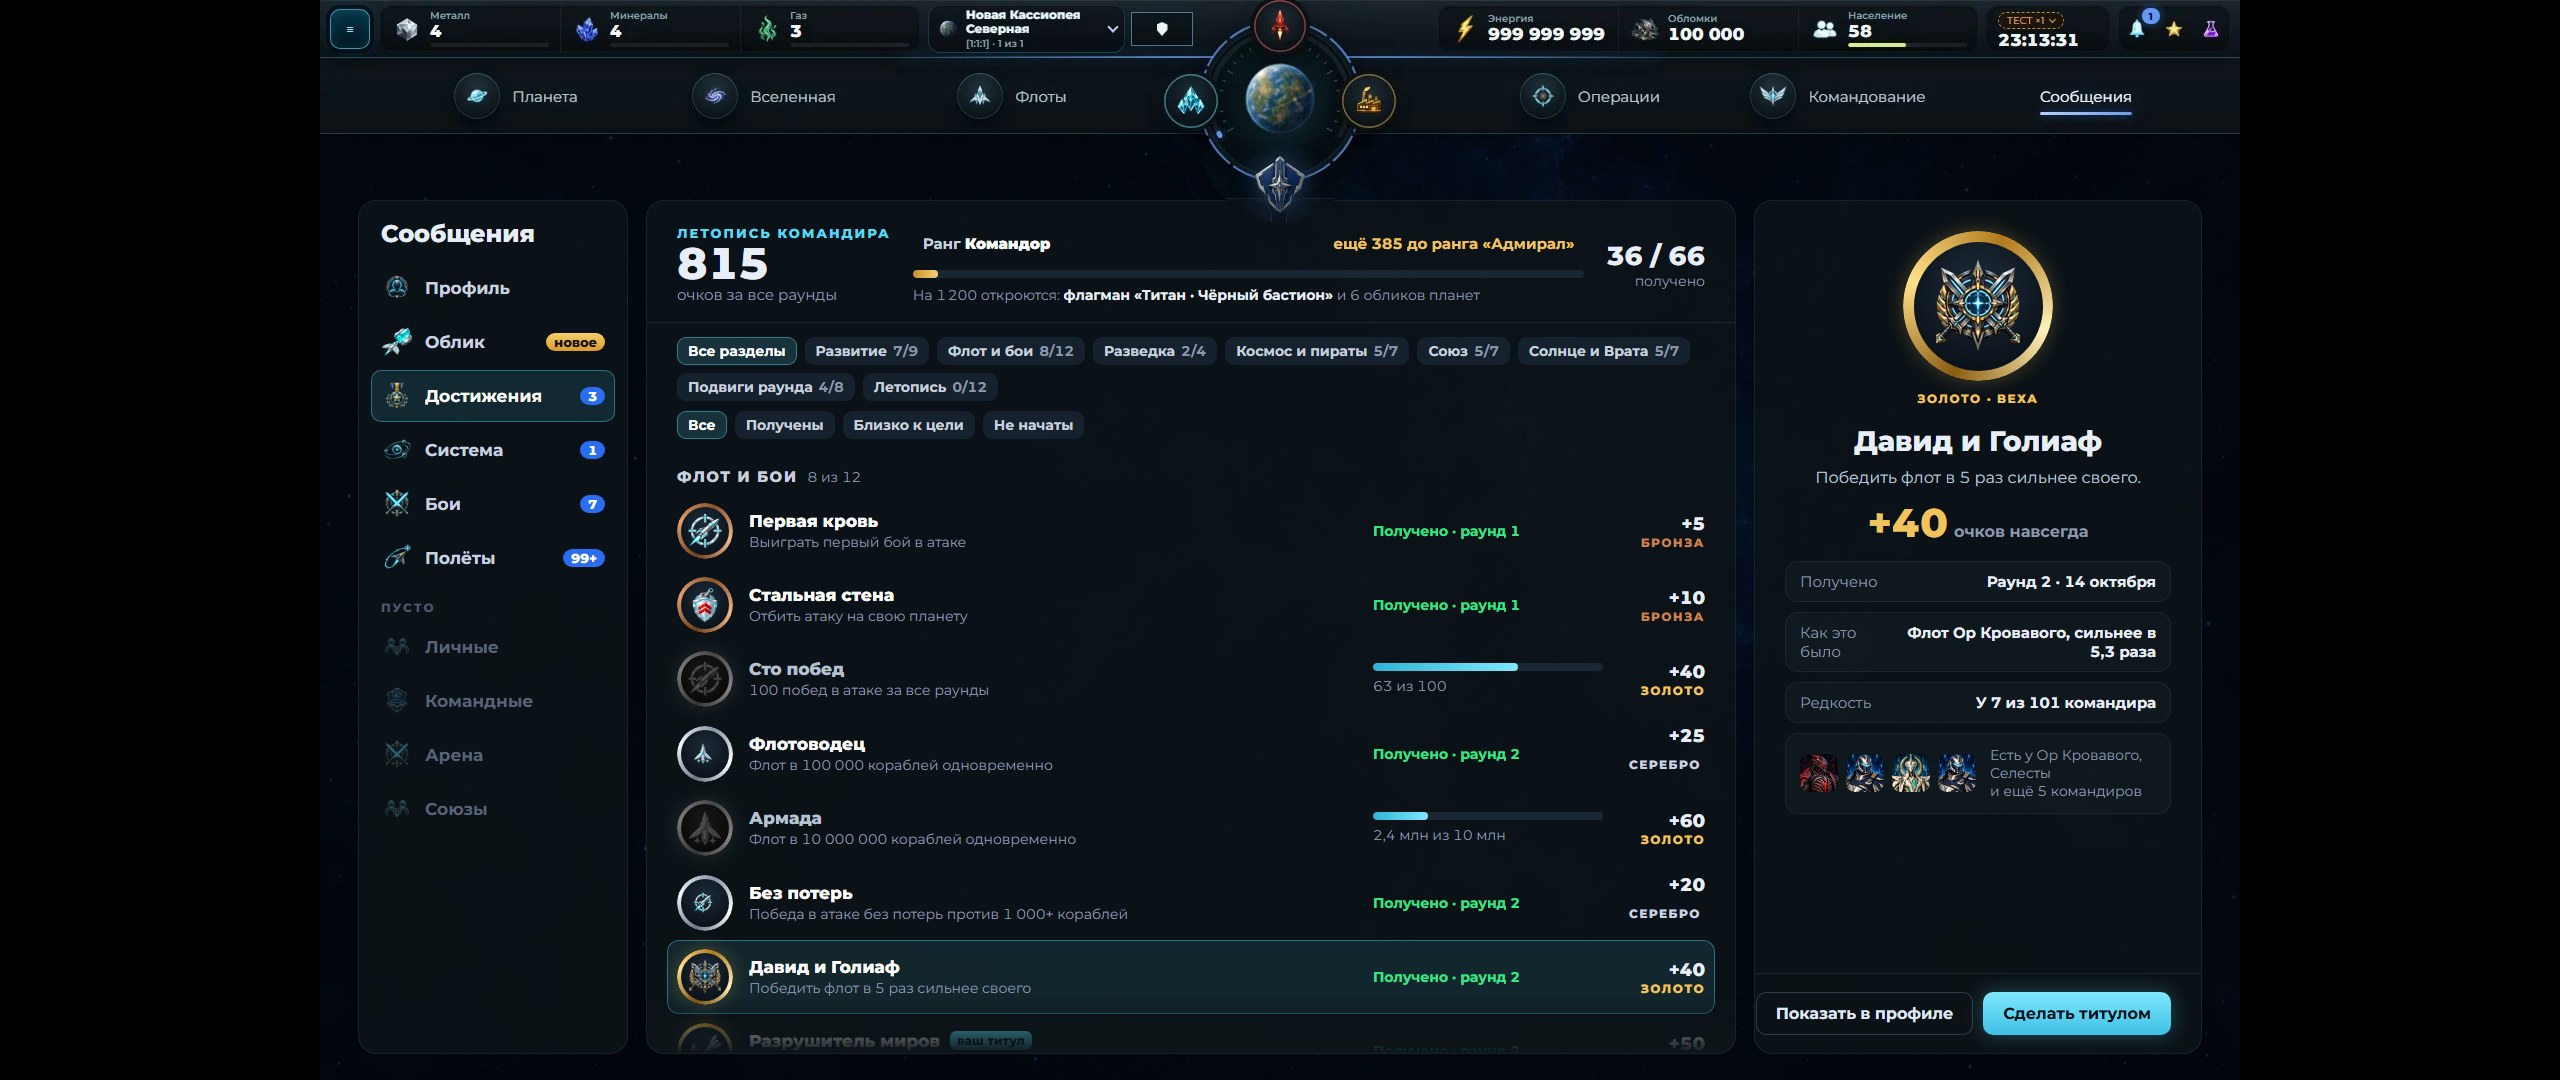 Металл
4
Минералы
4
Газ
3
Новая Кассиопея
Северная
[1:1:1] · 1 из 1
Энергия
999 999 999
Обломки
100 000
Население
58
ТЕСТ ×1
23:13:31
1
Планета
Вселенная
Флоты
Операции
Командование
Сообщения
Сообщения
Профиль
Облик новое
Достижения 3
Система 1
Бои 7
Полёты 99+
ПУСТО
Личные
Командные
Арена
Союзы
ЛЕТОПИСЬ КОМАНДИРА
815
очков за все раунды
Ранг Командор
ещё 385 до ранга «Адмирал»
На 1 200 откроются: флагман «Титан · Чёрный бастион» и 6 обликов планет
36 / 66
получено
Все разделы Развитие 7/9 Флот и бои 8/12 Разведка 2/4 Космос и пираты 5/7 Союз 5/7 Солнце и Врата 5/7
Подвиги раунда 4/8 Летопись 0/12
Все Получены Близко к цели Не начаты
ФЛОТ И БОИ 8 из 12
Первая кровь
Выиграть первый бой в атаке
Получено · раунд 1
+5
БРОНЗА
Стальная стена
Отбить атаку на свою планету
Получено · раунд 1
+10
БРОНЗА
Сто побед
100 побед в атаке за все раунды
63 из 100
+40
ЗОЛОТО
Флотоводец
Флот в 100 000 кораблей одновременно
Получено · раунд 2
+25
СЕРЕБРО
Армада
Флот в 10 000 000 кораблей одновременно
2,4 млн из 10 млн
+60
ЗОЛОТО
Без потерь
Победа в атаке без потерь против 1 000+ кораблей
Получено · раунд 2
+20
СЕРЕБРО
Давид и Голиаф
Победить флот в 5 раз сильнее своего
Получено · раунд 2
+40
ЗОЛОТО
Разрушитель миров ваш титул
Получено · раунд 2
+50
ЗОЛОТО · ВЕХА
Давид и Голиаф
Победить флот в 5 раз сильнее своего.
+40 очков навсегда
Получено
Раунд 2 · 14 октября
Как это
было
Флот Ор Кровавого, сильнее в
5,3 раза
Редкость
У 7 из 101 командира
Есть у Ор Кровавого,
Селесты
и ещё 5 командиров
Показать в профиле
Сделать титулом